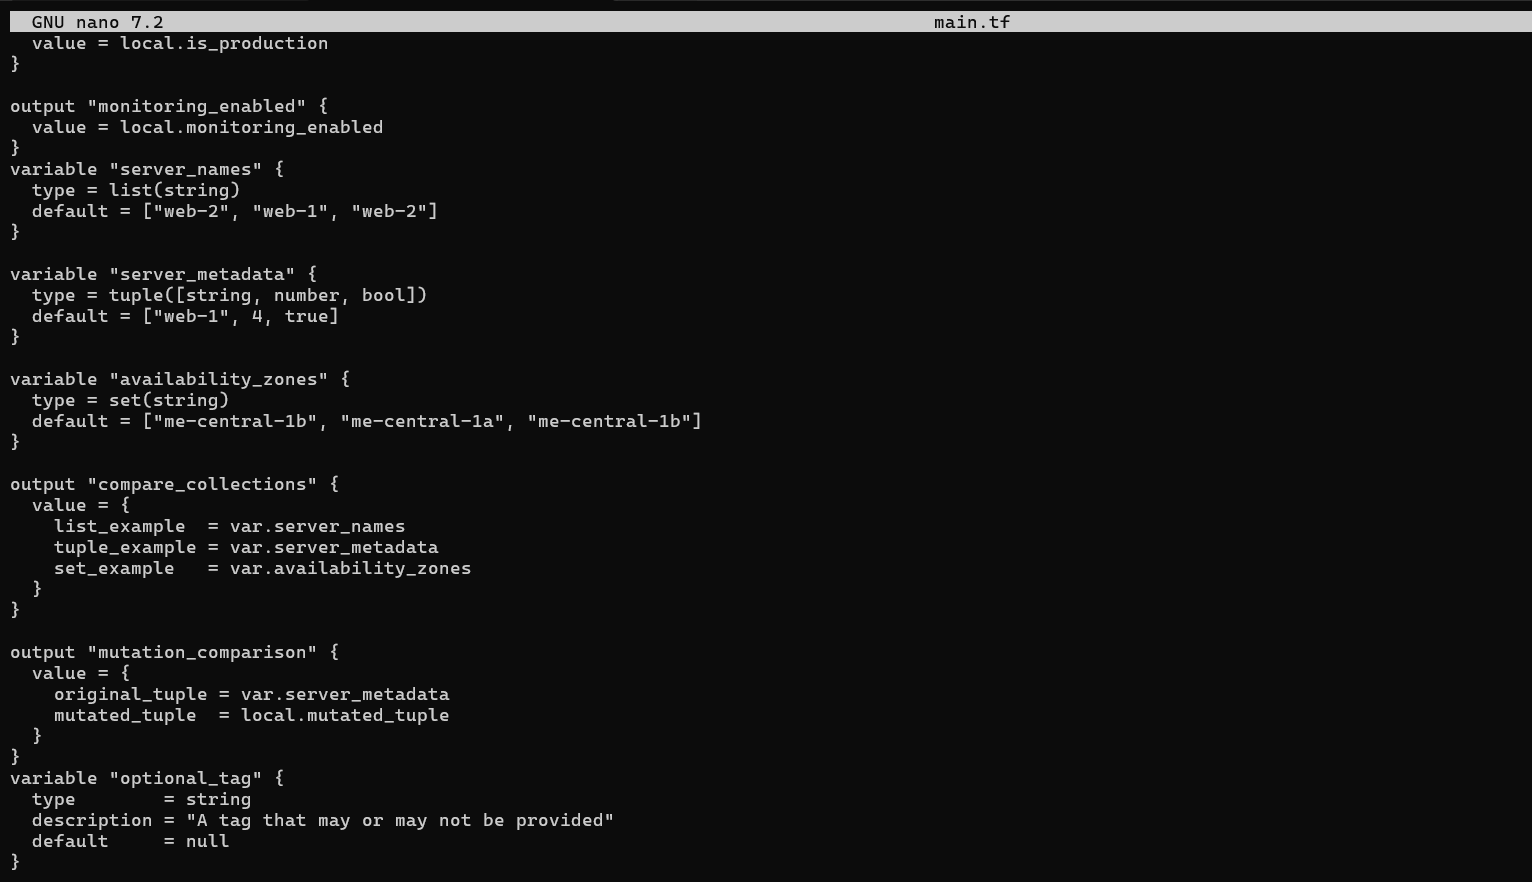 GNU nano 7.2 main.tf
  value = local.is_production
}

output "monitoring_enabled" {
  value = local.monitoring_enabled
}
variable "server_names" {
  type = list(string)
  default = ["web-2", "web-1", "web-2"]
}

variable "server_metadata" {
  type = tuple([string, number, bool])
  default = ["web-1", 4, true]
}

variable "availability_zones" {
  type = set(string)
  default = ["me-central-1b", "me-central-1a", "me-central-1b"]
}

output "compare_collections" {
  value = {
    list_example  = var.server_names
    tuple_example = var.server_metadata
    set_example   = var.availability_zones
  }
}

output "mutation_comparison" {
  value = {
    original_tuple = var.server_metadata
    mutated_tuple  = local.mutated_tuple
  }
}
variable "optional_tag" {
  type        = string
  description = "A tag that may or may not be provided"
  default     = null
}